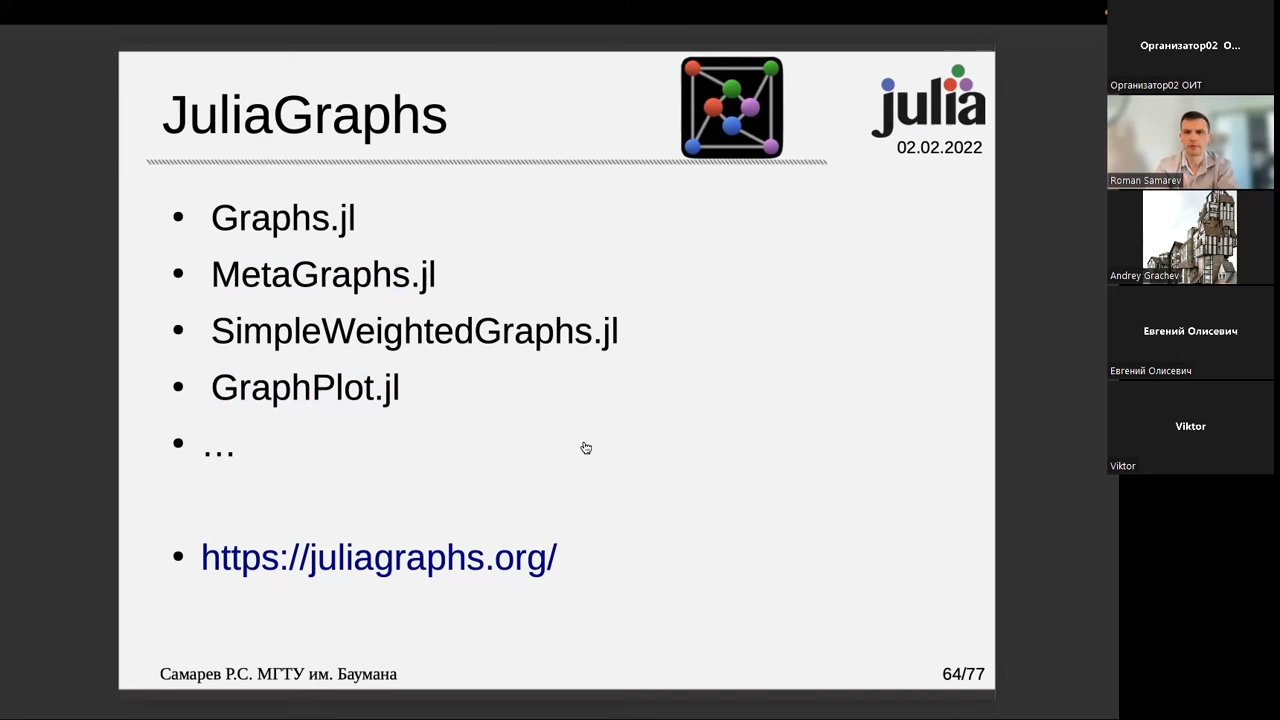 JuliaGraphs
julia
02.02.2022
• Graphs.jl
• MetaGraphs.jl
• SimpleWeightedGraphs.jl
• GraphPlot.jl
• ...
• https://juliagraphs.org/
Самарев Р.С. МГТУ им. Баумана
64/77
Организатор02 О...
Организатор02 ОИТ
Roman Samarev
Andrey Grachev
Евгений Олисевич
Евгений Олисевич
Viktor
Viktor